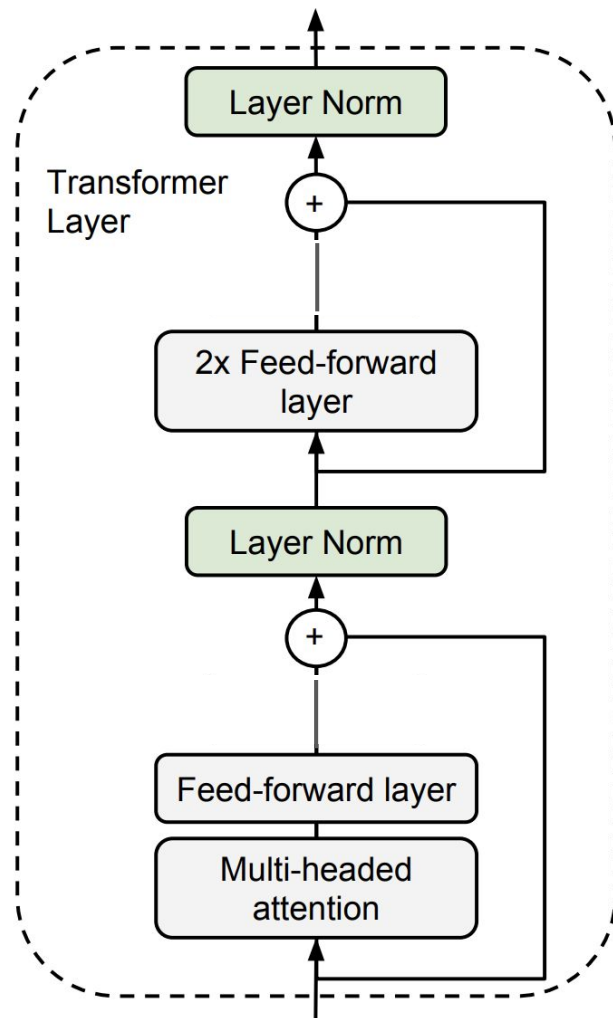 Layer Norm
Transformer
Layer
+
2x Feed-forward
layer
Layer Norm
+
Feed-forward layer
Multi-headed
attention